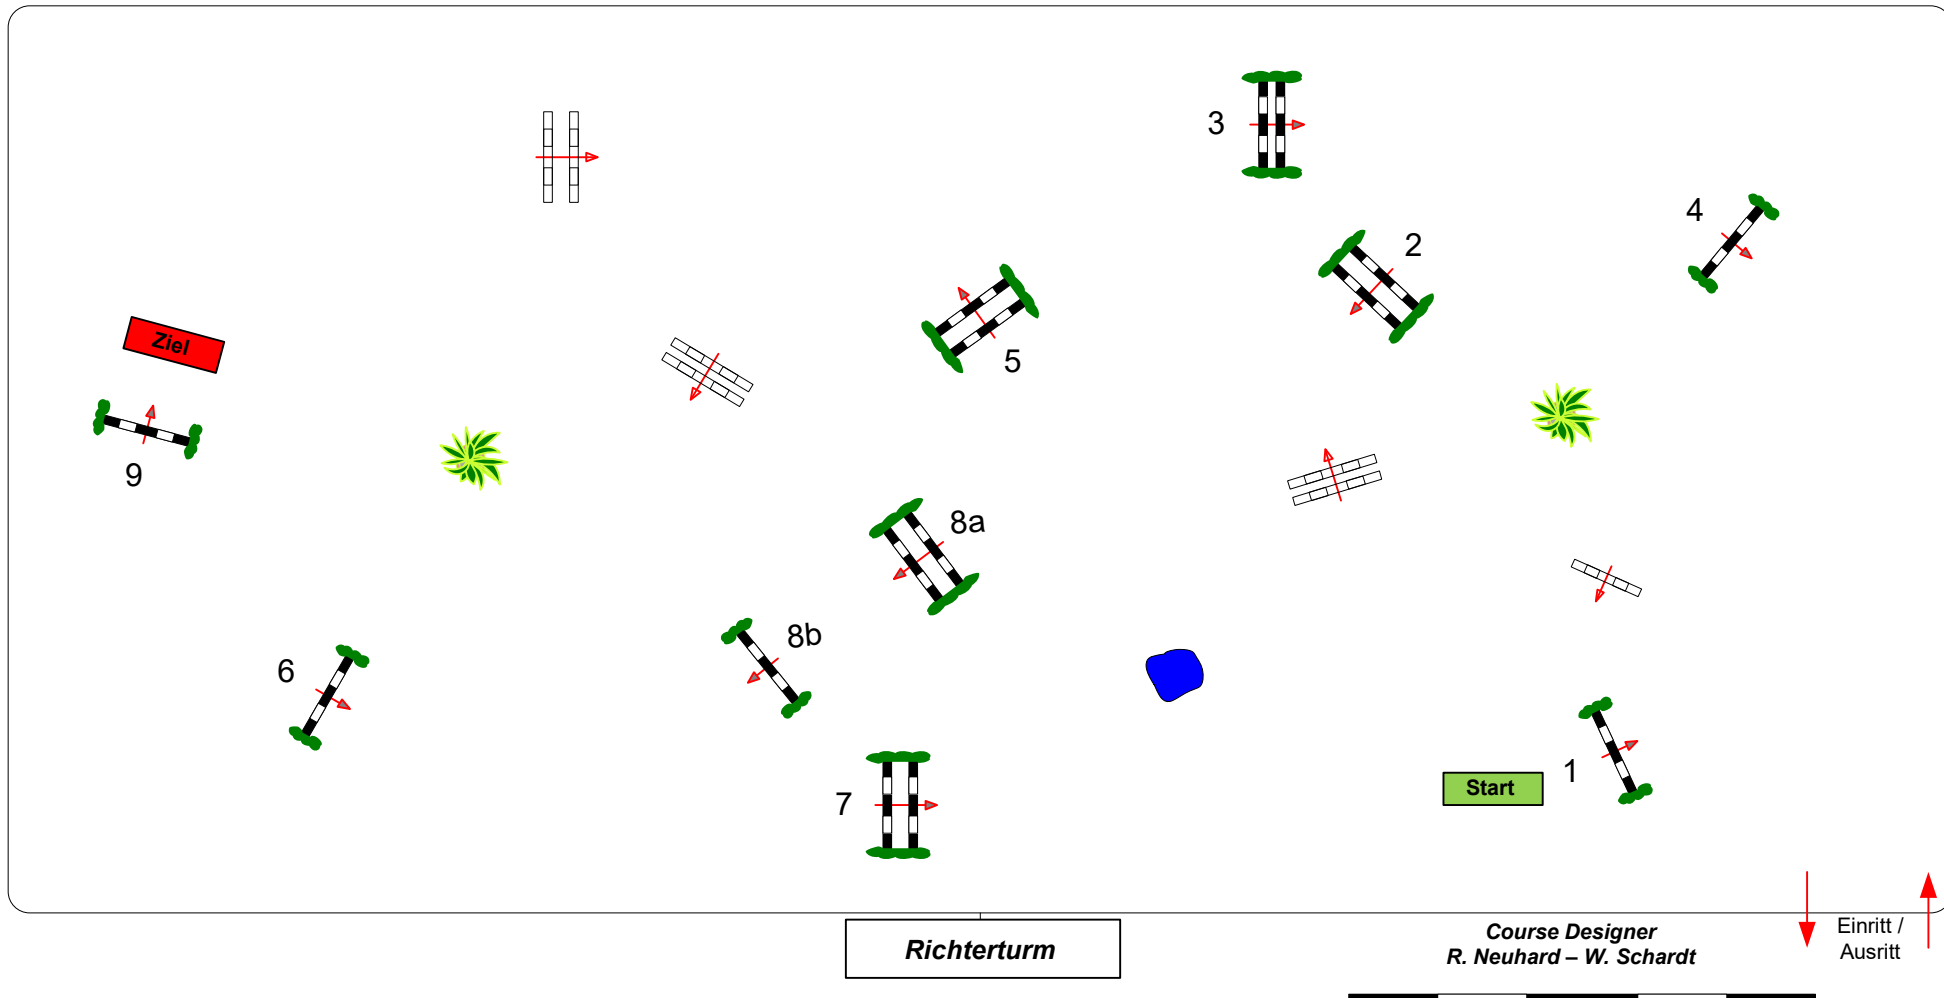 3
4
2
5
Ziel
9
8a
8b
6
7
1
Start
Richterturm
Course Designer
R. Neuhard – W. Schardt
Einritt /
Ausritt